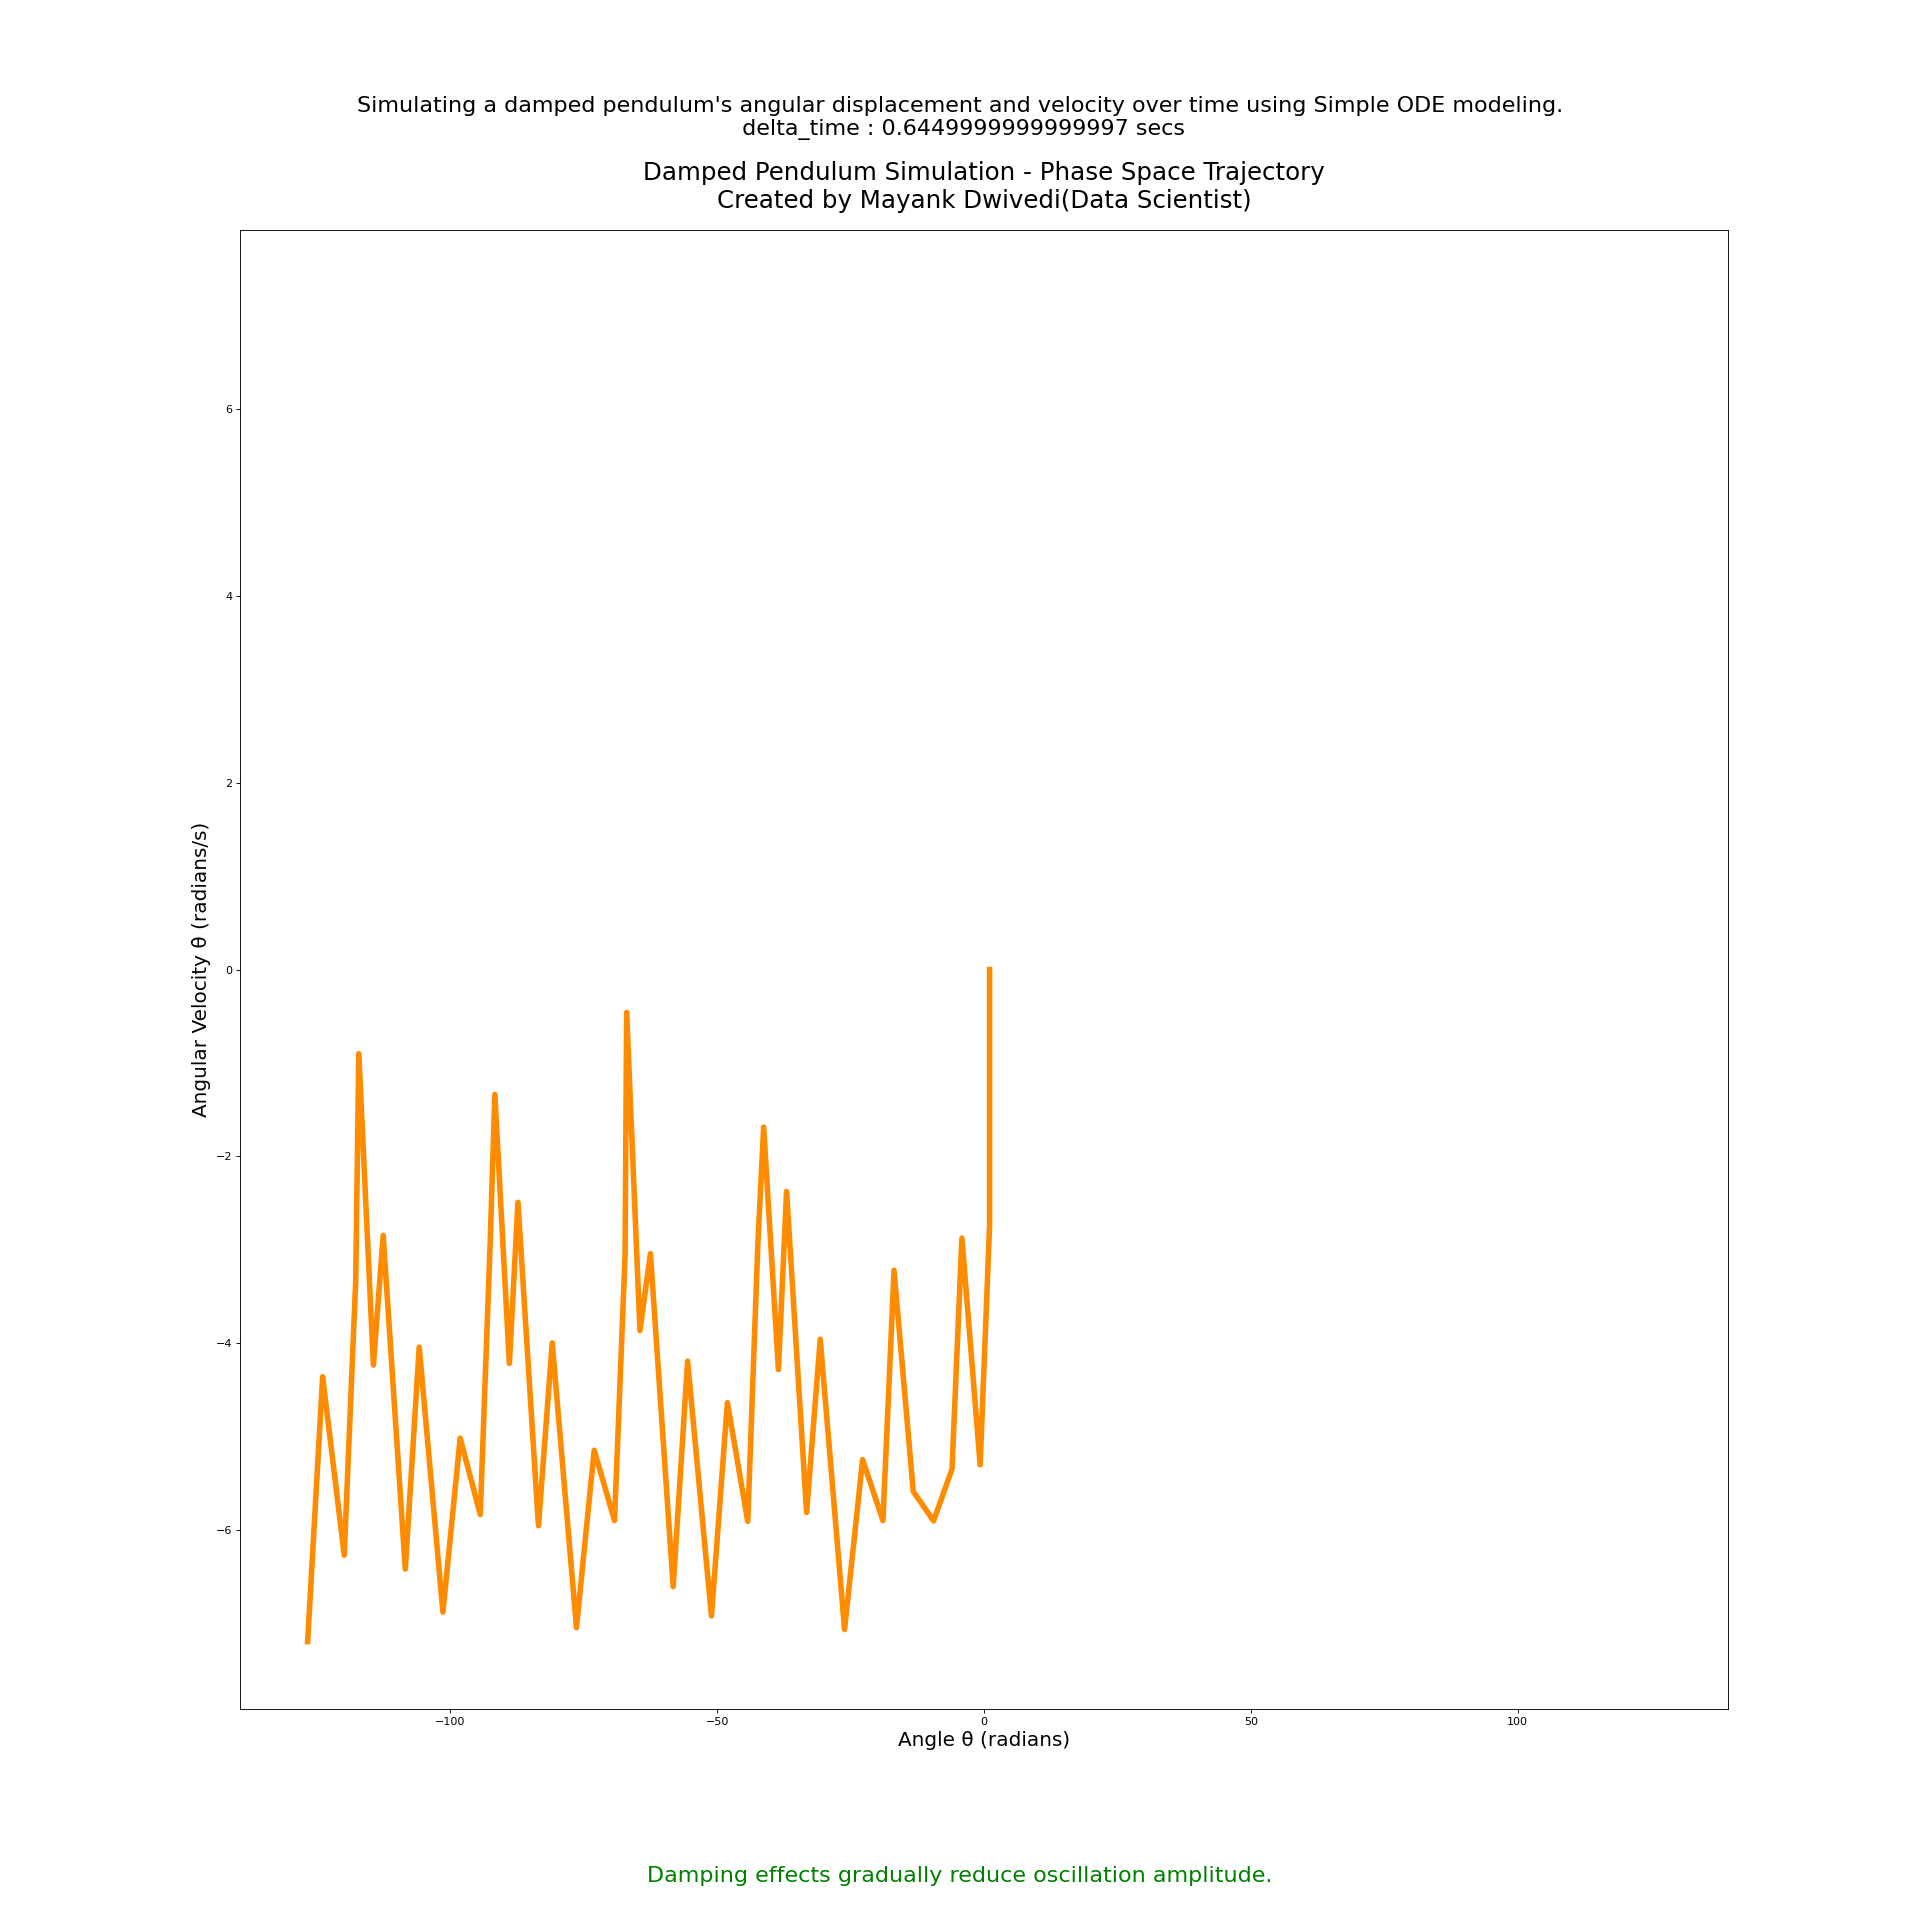 Simulating a damped pendulum's angular displacement and velocity over time using Simple ODE modeling.
delta_time : 0.6449999999999997 secs
Damped Pendulum Simulation - Phase Space Trajectory
Created by Mayank Dwivedi(Data Scientist)
Angular Velocity θ̇ (radians/s)
6
4
2
0
−2
−4
−6
−100
−50
0
50
100
Angle θ (radians)
Damping effects gradually reduce oscillation amplitude.